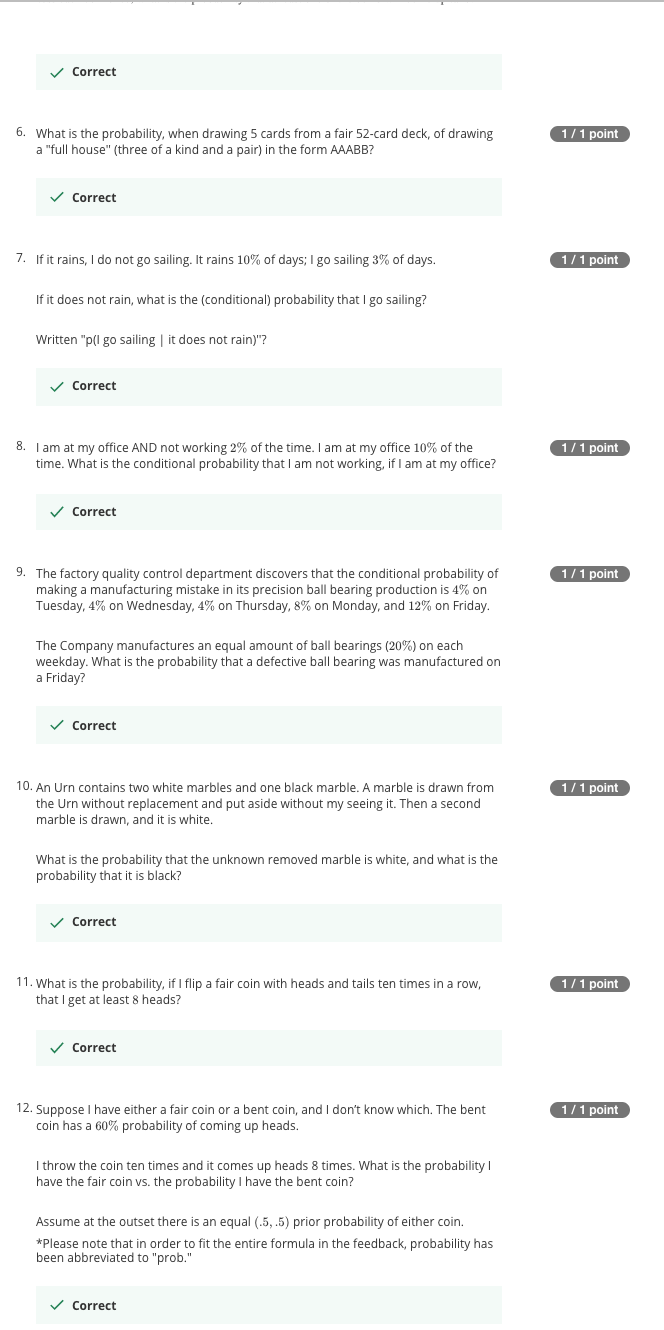 Correct
6. What is the probability, when drawing 5 cards from a fair 52-card deck, of drawing 1 / 1 point
a "full house" (three of a kind and a pair) in the form AAABB?
Correct
7. If it rains, I do not go sailing. It rains 10% of days; I go sailing 3% of days. 1 / 1 point
If it does not rain, what is the (conditional) probability that I go sailing?
Written "p(I go sailing | it does not rain)"?
Correct
8. I am at my office AND not working 2% of the time. I am at my office 10% of the 1 / 1 point
time. What is the conditional probability that I am not working, if I am at my office?
Correct
9. The factory quality control department discovers that the conditional probability of 1 / 1 point
making a manufacturing mistake in its precision ball bearing production is 4% on
Tuesday, 4% on Wednesday, 4% on Thursday, 8% on Monday, and 12% on Friday.
The Company manufactures an equal amount of ball bearings (20%) on each
weekday. What is the probability that a defective ball bearing was manufactured on
a Friday?
Correct
10. An Urn contains two white marbles and one black marble. A marble is drawn from 1 / 1 point
the Urn without replacement and put aside without my seeing it. Then a second
marble is drawn, and it is white.
What is the probability that the unknown removed marble is white, and what is the
probability that it is black?
Correct
11. What is the probability, if I flip a fair coin with heads and tails ten times in a row, 1 / 1 point
that I get at least 8 heads?
Correct
12. Suppose I have either a fair coin or a bent coin, and I don't know which. The bent 1 / 1 point
coin has a 60% probability of coming up heads.
I throw the coin ten times and it comes up heads 8 times. What is the probability I
have the fair coin vs. the probability I have the bent coin?
Assume at the outset there is an equal (.5, .5) prior probability of either coin.
*Please note that in order to fit the entire formula in the feedback, probability has
been abbreviated to "prob."
Correct